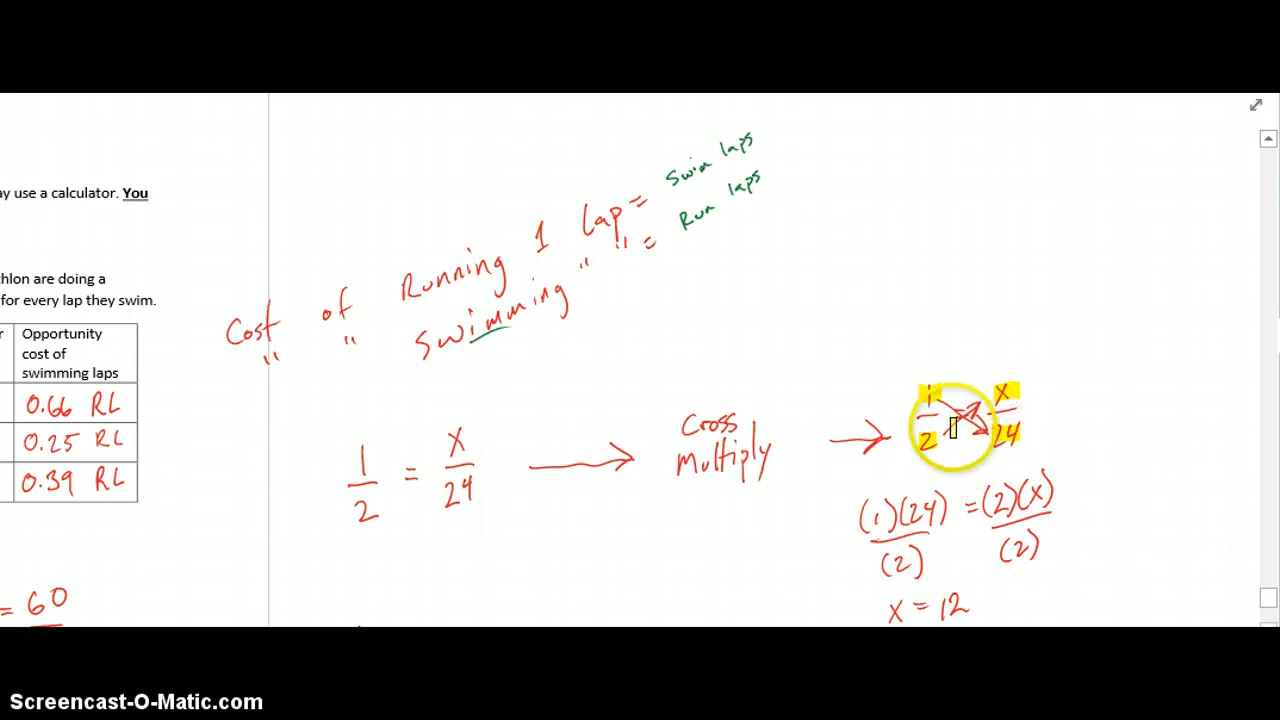 ay use a calculator. You
hlon are doing a
for every lap they swim.
r
Opportunity
cost of
swimming laps
0.66 RL
0.25 RL
0.39 RL
= 60
Cost of Running 1 lap = Swim laps
" " Swimming " " = Run laps
1/2 = x/24
Cross
multiply
1/2 = x/24
(1)(24)/(2) = (2)(x)/(2)
x = 12
Screencast-O-Matic.com